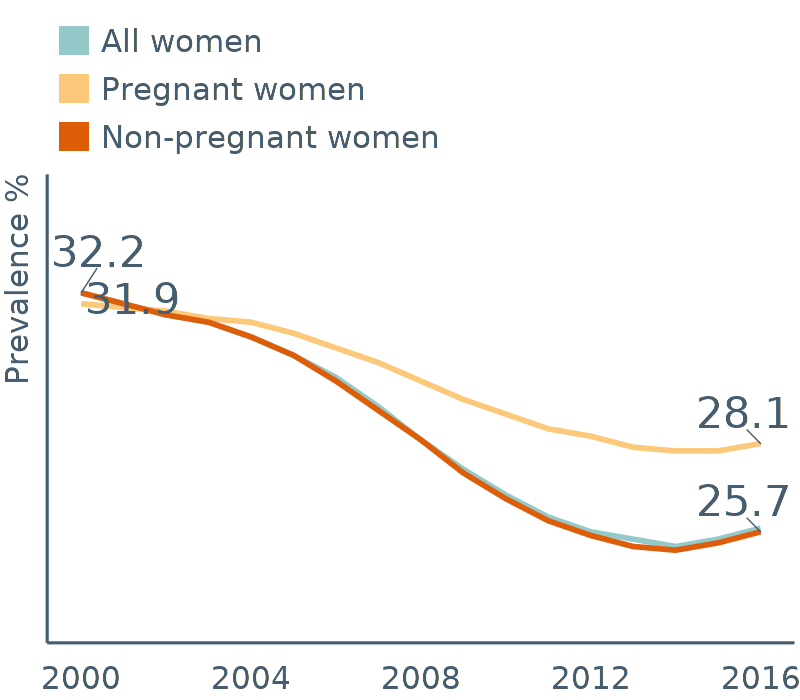 All women
Pregnant women
Non-pregnant women
Prevalence %
32.2
31.9
28.1
25.7
2000 2004 2008 2012 2016